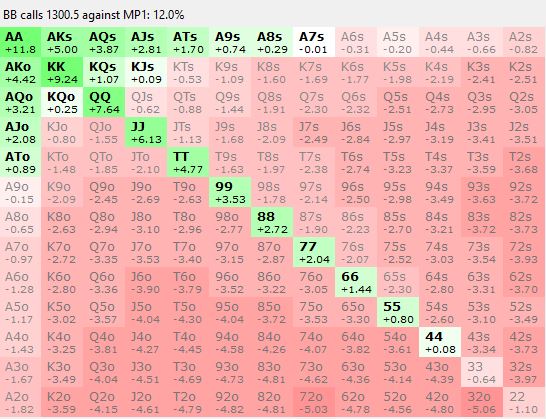 BB calls 1300.5 against MP1: 12.0%
AA AKs AQs AJs ATs A9s A8s A7s A6s A5s A4s A3s A2s
+11.8 +5.00 +3.87 +2.81 +1.70 +0.74 +0.29 -0.01 -0.31 -0.20 -0.44 -0.66 -0.82
AKo KK KQs KJs KTs K9s K8s K7s K6s K5s K4s K3s K2s
+4.42 +9.24 +1.07 +0.09 -0.53 -1.09 -1.60 -1.69 -1.77 -1.98 -2.19 -2.41 -2.51
AQo KQo QQ QJs QTs Q9s Q8s Q7s Q6s Q5s Q4s Q3s Q2s
+3.21 +0.25 +7.64 -0.62 -0.88 -1.44 -1.91 -2.30 -2.32 -2.51 -2.73 -2.95 -3.05
AJo KJo QJo JJ JTs J9s J8s J7s J6s J5s J4s J3s J2s
+2.08 -0.80 -1.55 +6.13 -1.13 -1.68 -2.09 -2.49 -2.84 -2.97 -3.19 -3.41 -3.51
ATo KTo QTo JTo TT T9s T8s T7s T6s T5s T4s T3s T2s
+0.89 -1.48 -1.85 -2.10 +4.77 -1.63 -1.97 -2.38 -2.74 -3.23 -3.37 -3.59 -3.68
A9o K9o Q9o J9o T9o 99 98s 97s 96s 95s 94s 93s 92s
-0.15 -2.09 -2.45 -2.69 -2.63 +3.53 -1.78 -2.14 -2.50 -2.98 -3.49 -3.63 -3.72
A8o K8o Q8o J8o T8o 98o 88 87s 86s 85s 84s 83s 82s
-0.65 -2.63 -2.94 -3.10 -2.96 -2.77 +2.72 -1.90 -2.23 -2.70 -3.21 -3.72 -3.73
A7o K7o Q7o J7o T7o 97o 87o 77 76s 75s 74s 73s 72s
-0.97 -2.72 -3.35 -3.53 -3.40 -3.15 -2.87 +2.04 -2.07 -2.52 -3.03 -3.54 -3.93
A6o K6o Q6o J6o T6o 96o 86o 76o 66 65s 64s 63s 62s
-1.28 -2.80 -3.36 -3.90 -3.79 -3.52 -3.22 -3.05 +1.44 -2.30 -2.80 -3.31 -3.70
A5o K5o Q5o J5o T5o 95o 85o 75o 65o 55 54s 53s 52s
-1.17 -3.02 -3.57 -4.04 -4.30 -4.04 -3.72 -3.53 -3.30 +0.80 -2.60 -3.10 -3.49
A4o K4o Q4o J4o T4o 94o 84o 74o 64o 54o 44 43s 42s
-1.43 -3.25 -3.81 -4.27 -4.45 -4.58 -4.26 -4.07 -3.82 -3.61 +0.08 -3.34 -3.73
A3o K3o Q3o J3o T3o 93o 83o 73o 63o 53o 43o 33 32s
-1.67 -3.49 -4.04 -4.51 -4.69 -4.73 -4.81 -4.62 -4.36 -4.14 -4.39 -0.64 -3.97
A2o K2o Q2o J2o T2o 92o 82o 72o 62o 52o 42o 32o 22
-1.82 -3.59 -4.15 -4.62 -4.79 -4.82 -4.81 -5.03 -4.78 -4.56 -4.80 -5.06 -1.10